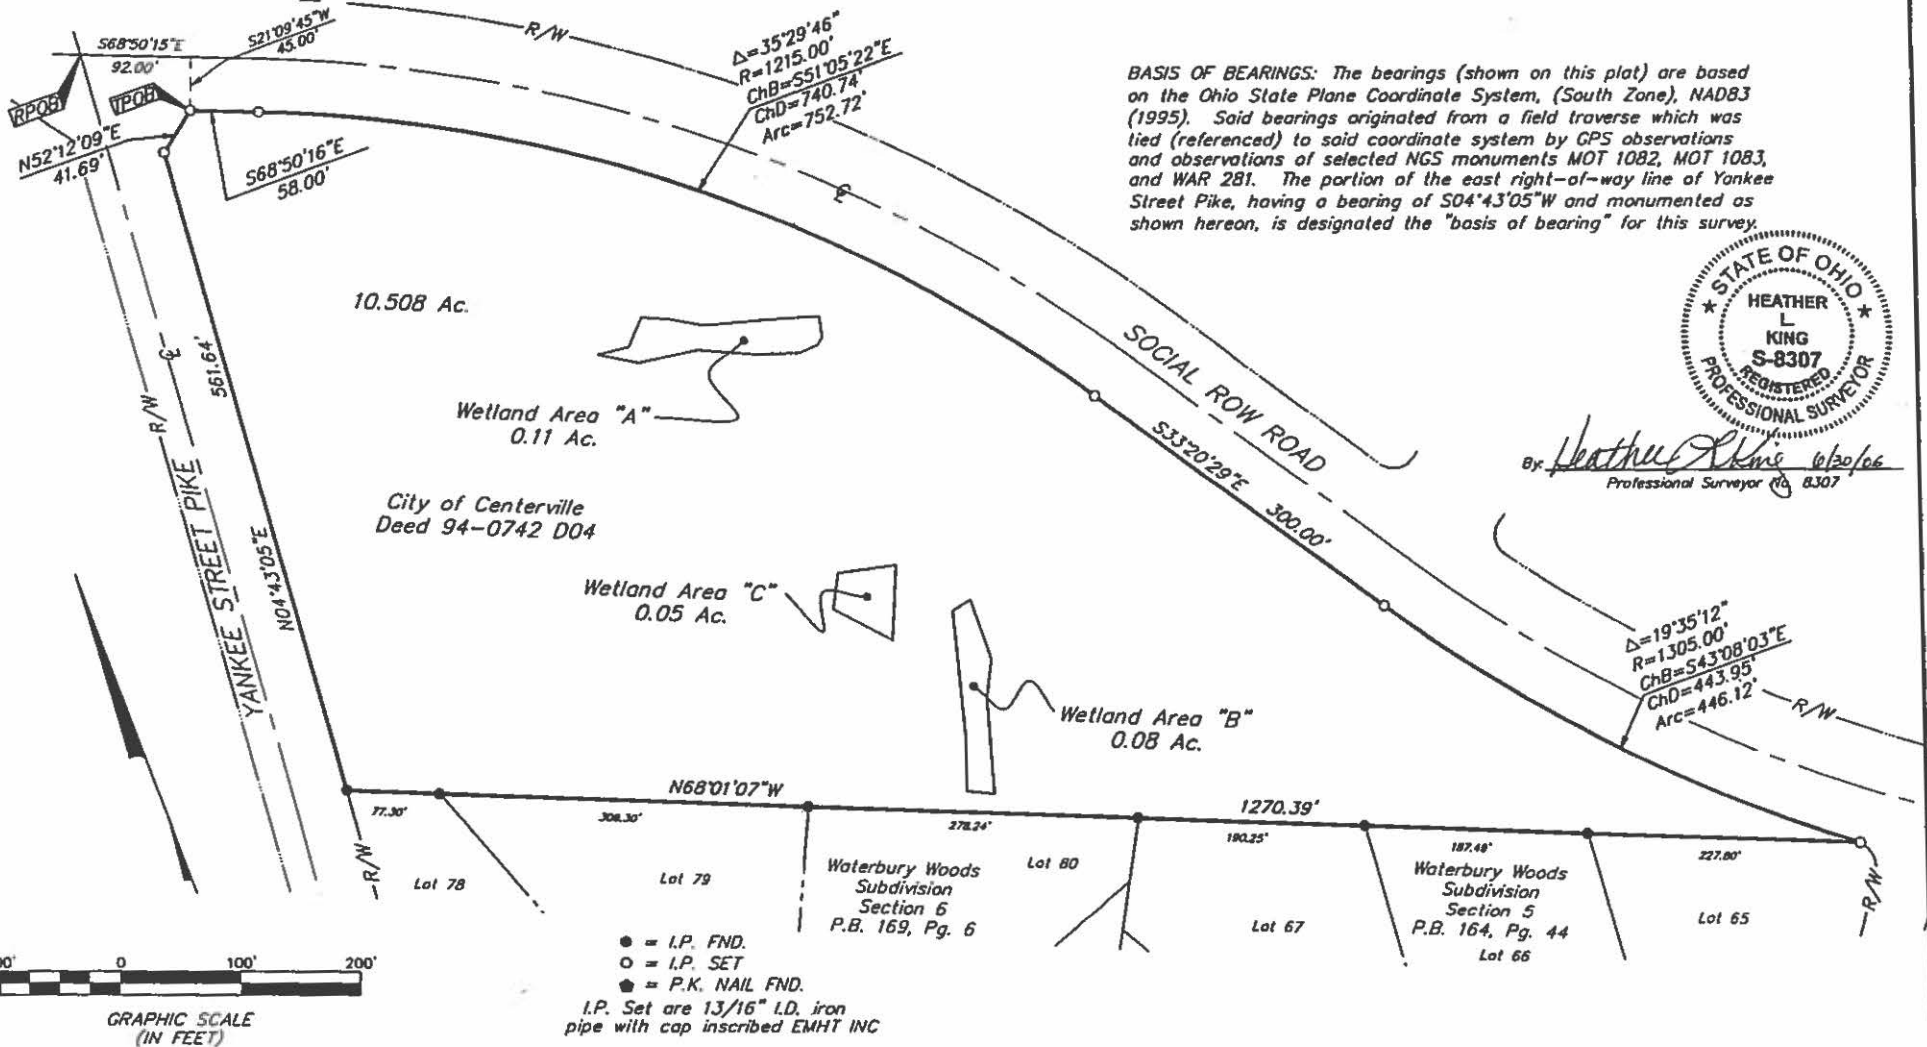 S68°50'15"E
92.00'
S21°09'45"W
45.00'
R/W
Δ=35°29'46"
R=1215.00'
ChB=S51°05'22"E
ChD=740.74'
Arc=752.72'
RPOB
TPOB
N52°12'09"E
41.69'
S68°50'16"E
58.00'
BASIS OF BEARINGS: The bearings (shown on this plat) are based
on the Ohio State Plane Coordinate System, (South Zone), NAD83
(1995). Said bearings originated from a field traverse which was
tied (referenced) to said coordinate system by GPS observations
and observations of selected NGS monuments MOT 1082, MOT 1083,
and WAR 281. The portion of the east right-of-way line of Yankee
Street Pike, having a bearing of S04°43'05"W and monumented as
shown hereon, is designated the "basis of bearing" for this survey.
STATE OF OHIO
HEATHER
L
KING
S-8307
REGISTERED
PROFESSIONAL SURVEYOR
By: Heather L King 6/30/06
Professional Surveyor No. 8307
10.508 Ac.
Wetland Area "A"
0.11 Ac.
SOCIAL ROW ROAD
S33°20'29"E
300.00'
561.64'
N04°43'05"E
R/W
YANKEE STREET PIKE
City of Centerville
Deed 94-0742 D04
Wetland Area "C"
0.05 Ac.
Wetland Area "B"
0.08 Ac.
Δ=19°35'12"
R=1305.00'
ChB=S43°08'03"E
ChD=443.95'
Arc=446.12'
R/W
N68°01'07"W
1270.39'
77.30'
308.30'
278.24'
190.25'
187.49'
227.80'
R/W
Lot 78
Lot 79
Waterbury Woods
Subdivision
Section 6
P.B. 169, Pg. 6
Lot 80
Lot 67
Waterbury Woods
Subdivision
Section 5
P.B. 164, Pg. 44
Lot 66
Lot 65
R/W
0
100'
200'
GRAPHIC SCALE
(IN FEET)
● = I.P. FND.
○ = I.P. SET
⬟ = P.K. NAIL FND.
I.P. Set are 13/16" I.D. iron
pipe with cap inscribed EMHT INC